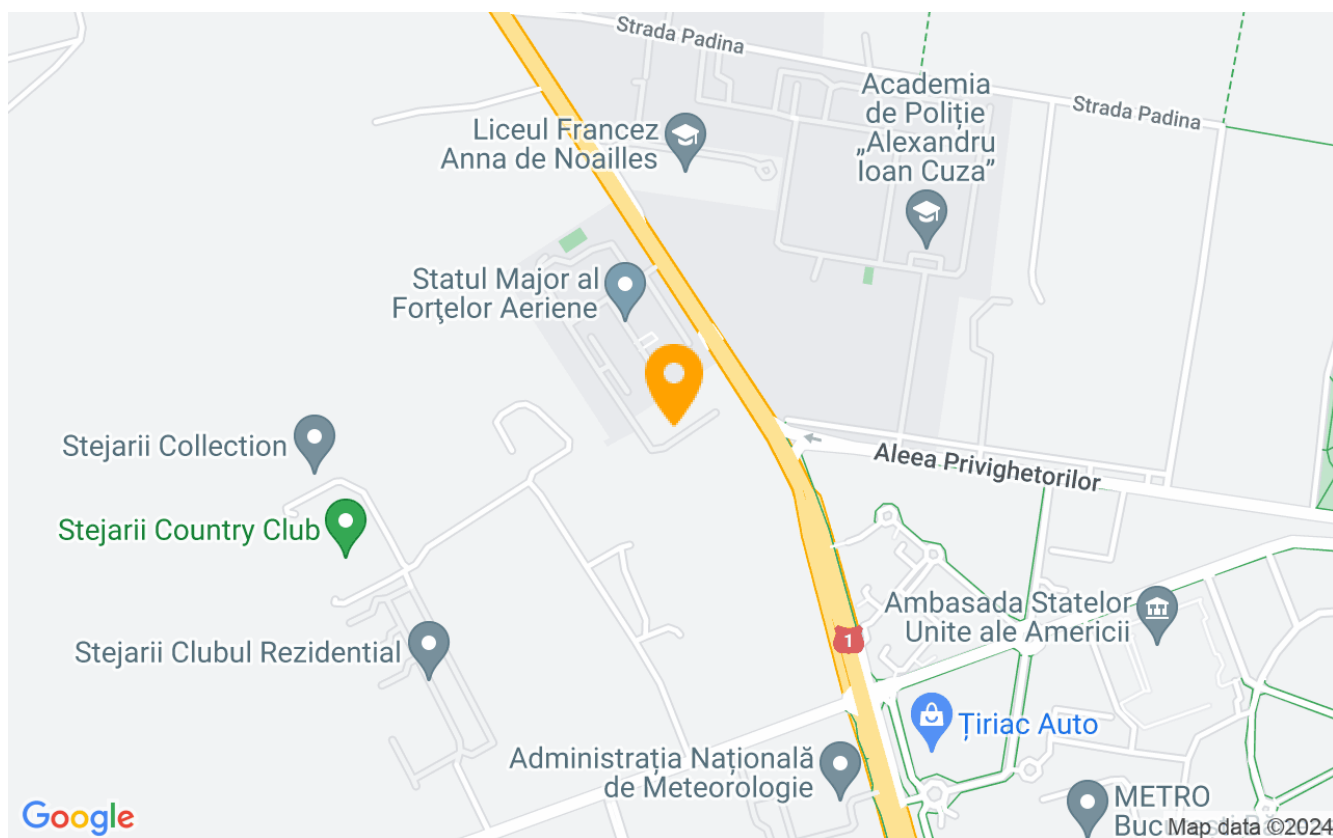 Strada Padina
Academia
de Poliție
„Alexandru
Ioan Cuza”
Strada Padina
Liceul Francez
Anna de Noailles
Statul Major al
Forţelor Aeriene
Stejarii Collection
Aleea Privighetorilor
Stejarii Country Club
Ambasada Statelor
Unite ale Americii
1
Stejarii Clubul Rezidential
Țiriac Auto
Administrația Națională
de Meteorologie
METRO
Google
Map data ©2024